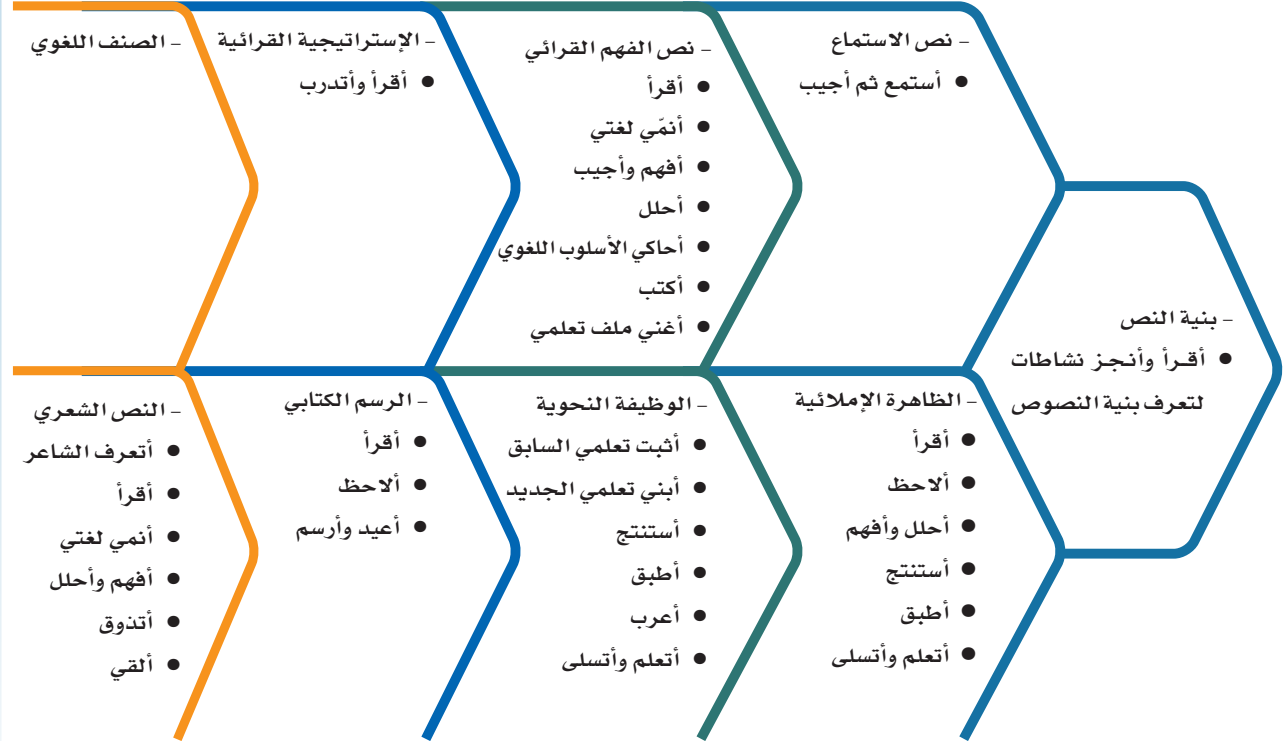 – بنية النص
● أقرأ وأنجز نشاطات
لتعرف بنية النصوص
– نص الاستماع
● أستمع ثم أجيب
– نص الفهم القرائي
● أقرأ
● أنمّي لغتي
● أفهم وأجيب
● أحلل
● أحاكي الأسلوب اللغوي
● أكتب
● أغني ملف تعلمي
– الإستراتيجية القرائية
● أقرأ وأتدرب
– الصنف اللغوي
– الظاهرة الإملائية
● أقرأ
● ألاحظ
● أحلل وأفهم
● أستنتج
● أطبق
● أتعلم وأتسلى
– الوظيفة النحوية
● أثبت تعلمي السابق
● أبني تعلمي الجديد
● أستنتج
● أطبق
● أعرب
● أتعلم وأتسلى
– الرسم الكتابي
● أقرأ
● ألاحظ
● أعيد وأرسم
– النص الشعري
● أتعرف الشاعر
● أقرأ
● أنمي لغتي
● أفهم وأحلل
● أتذوق
● ألقي